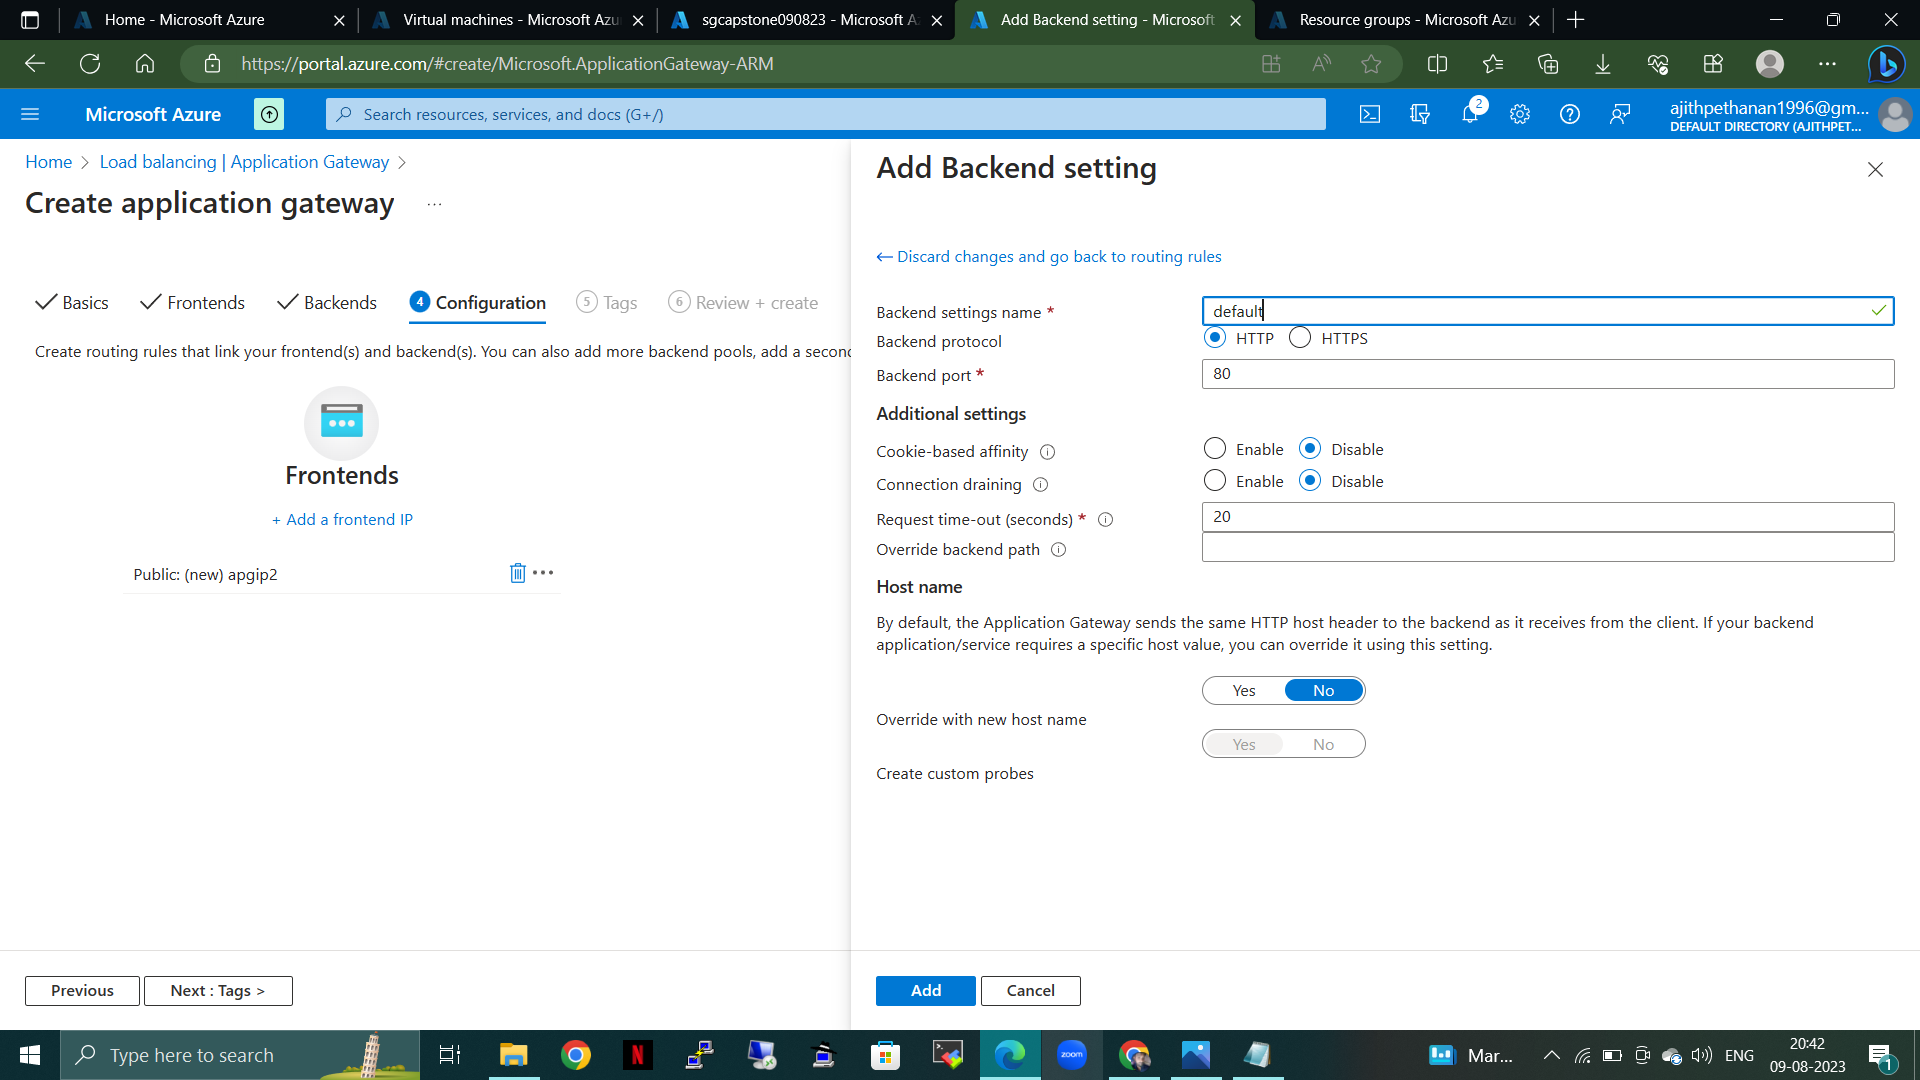 Home - Microsoft Azure
Virtual machines - Microsoft Azu
sgcapstone090823 - Microsoft A
Add Backend setting - Microsoft
Resource groups - Microsoft Azu
https://portal.azure.com/#create/Microsoft.ApplicationGateway-ARM
Microsoft Azure
Search resources, services, and docs (G+/)
2
ajithpethanan1996@gm...
DEFAULT DIRECTORY (AJITHPET...
Home > Load balancing | Application Gateway >
Create application gateway ...
Basics
Frontends
Backends
4 Configuration
5 Tags
6 Review + create
Create routing rules that link your frontend(s) and backend(s). You can also add more backend pools, add a secon
Frontends
+ Add a frontend IP
Public: (new) apgip2
Previous
Next : Tags >
Add Backend setting
← Discard changes and go back to routing rules
Backend settings name *
default
Backend protocol
HTTP
HTTPS
Backend port *
80
Additional settings
Cookie-based affinity
Enable
Disable
Connection draining
Enable
Disable
Request time-out (seconds) *
20
Override backend path
Host name
By default, the Application Gateway sends the same HTTP host header to the backend as it receives from the client. If your backend
application/service requires a specific host value, you can override it using this setting.
Yes
No
Override with new host name
Yes
No
Create custom probes
Add
Cancel
Type here to search
N
zoom
Mar...
ENG
20:42
09-08-2023
1